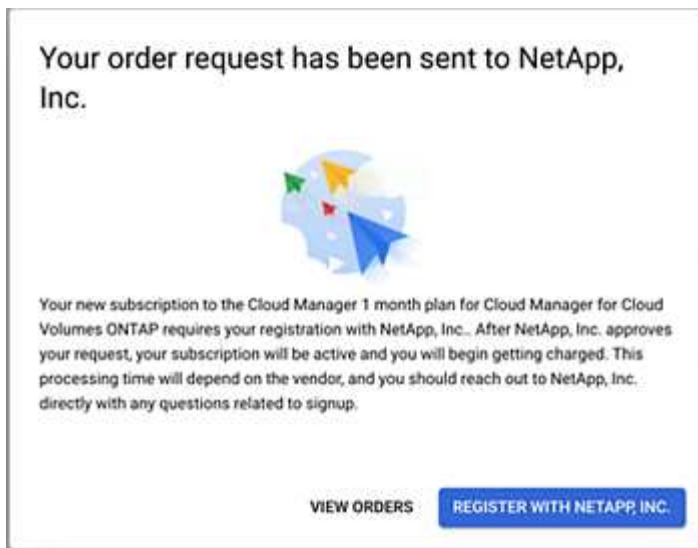 Your order request has been sent to NetApp,
Inc.
Your new subscription to the Cloud Manager 1 month plan for Cloud Manager for Cloud
Volumes ONTAP requires your registration with NetApp, Inc.. After NetApp, Inc. approves
your request, your subscription will be active and you will begin getting charged. This
processing time will depend on the vendor, and you should reach out to NetApp, Inc.
directly with any questions related to signup.
VIEW ORDERS
REGISTER WITH NETAPP, INC.